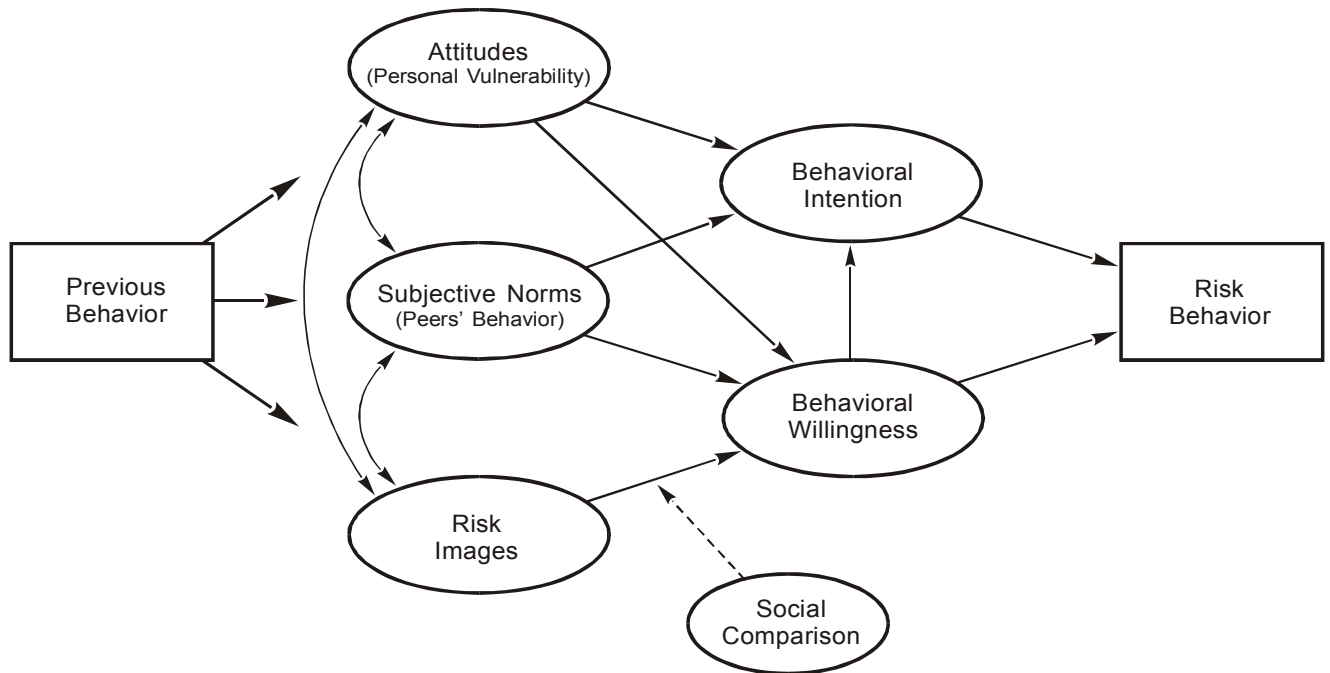 Attitudes
(Personal Vulnerability)
Behavioral
Intention
Previous
Behavior
Subjective Norms
(Peers' Behavior)
Risk
Behavior
Behavioral
Willingness
Risk
Images
Social
Comparison